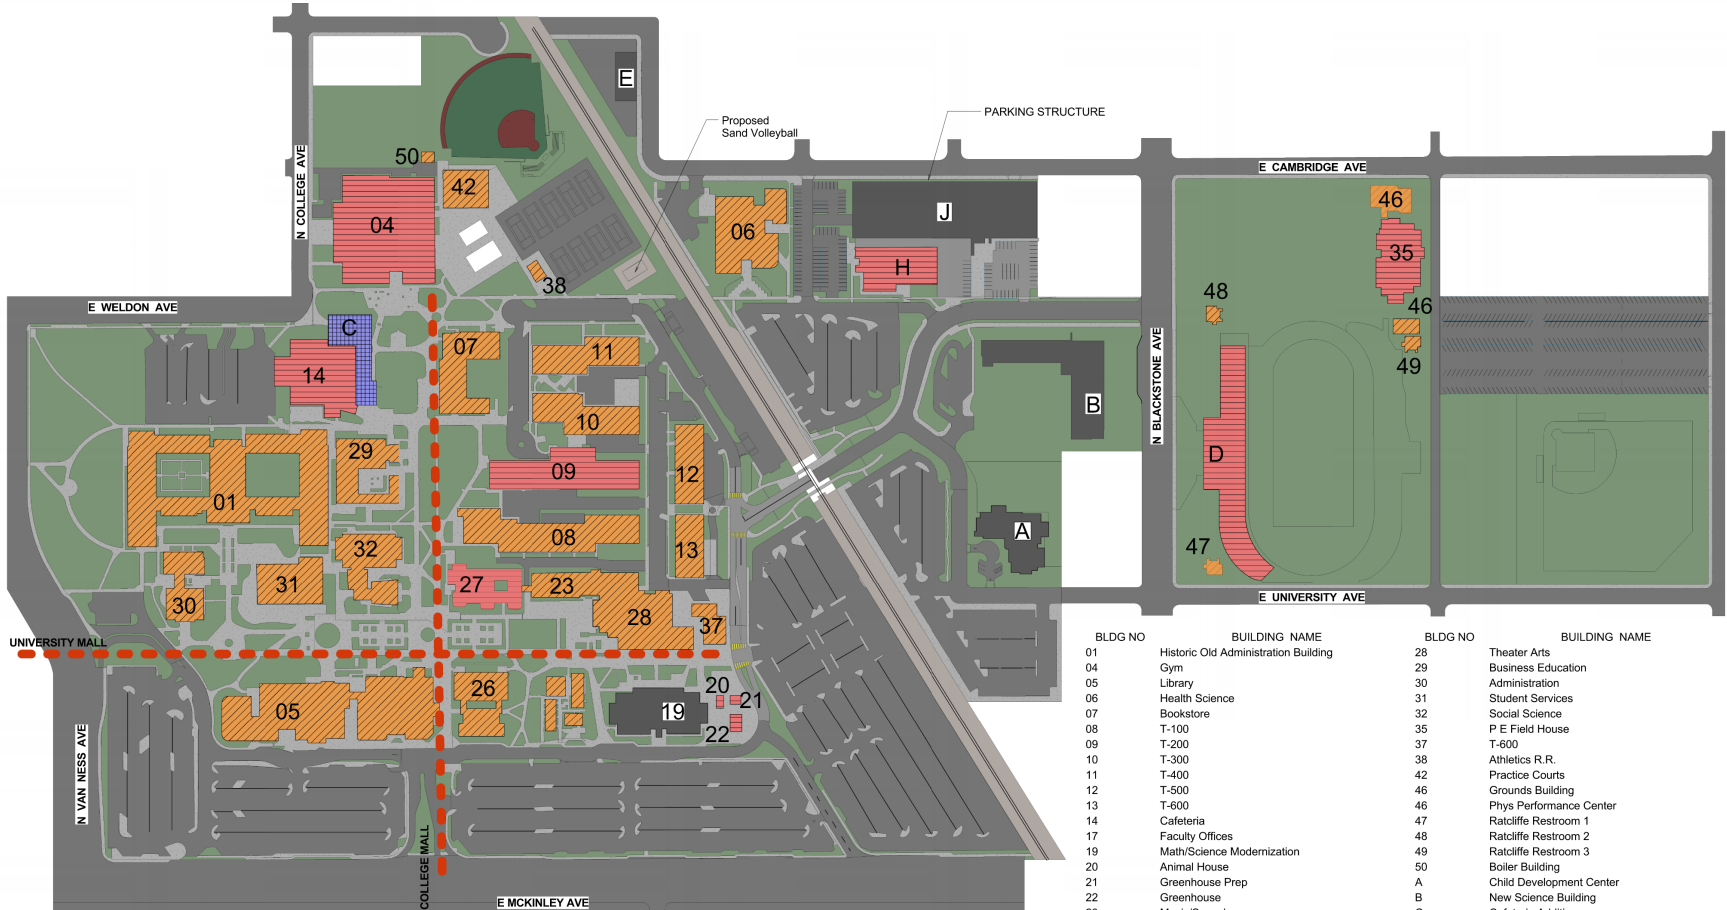 E
PARKING STRUCTURE
Proposed
Sand Volleyball
50
N COLLEGE AVE
E CAMBRIDGE AVE
42
46
04
J
06
35
H
38
48
46
E WELDON AVE
C
07
11
49
14
N BLACKSTONE AVE
B
10
29
D
09
12
01
A
08
32
13
47
27
23
31
E UNIVERSITY AVE
30
28
37
UNIVERSITY MALL
20
26
21
05
19
22
N VAN NESS AVE
COLLEGE MALL
E MCKINLEY AVE
BLDG NO BUILDING NAME BLDG NO BUILDING NAME
01 Historic Old Administration Building 28 Theater Arts
04 Gym 29 Business Education
05 Library 30 Administration
06 Health Science 31 Student Services
07 Bookstore 32 Social Science
08 T-100 35 P E Field House
09 T-200 37 T-600
10 T-300 38 Athletics R.R.
11 T-400 42 Practice Courts
12 T-500 46 Grounds Building
13 T-600 46 Phys Performance Center
14 Cafeteria 47 Ratcliffe Restroom 1
17 Faculty Offices 48 Ratcliffe Restroom 2
19 Math/Science Modernization 49 Ratcliffe Restroom 3
20 Animal House 50 Boiler Building
21 Greenhouse Prep A Child Development Center
22 Greenhouse B New Science Building